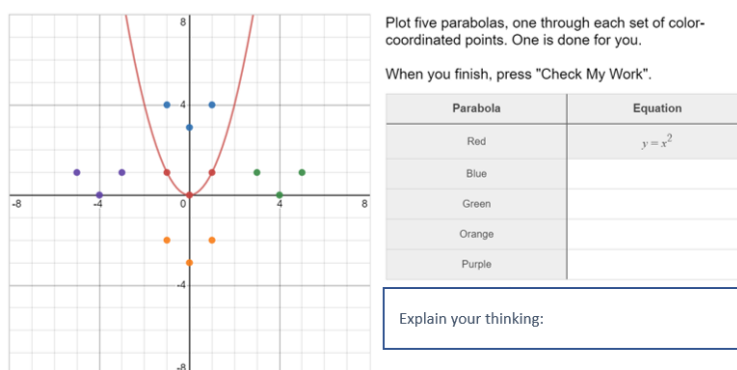 Plot five parabolas, one through each set of color-
coordinated points. One is done for you.
When you finish, press "Check My Work".
Parabola Equation
Red y = x²
Blue
Green
Orange
Purple
Explain your thinking:
8
4
-8 -4 0 4 8
-4
-8